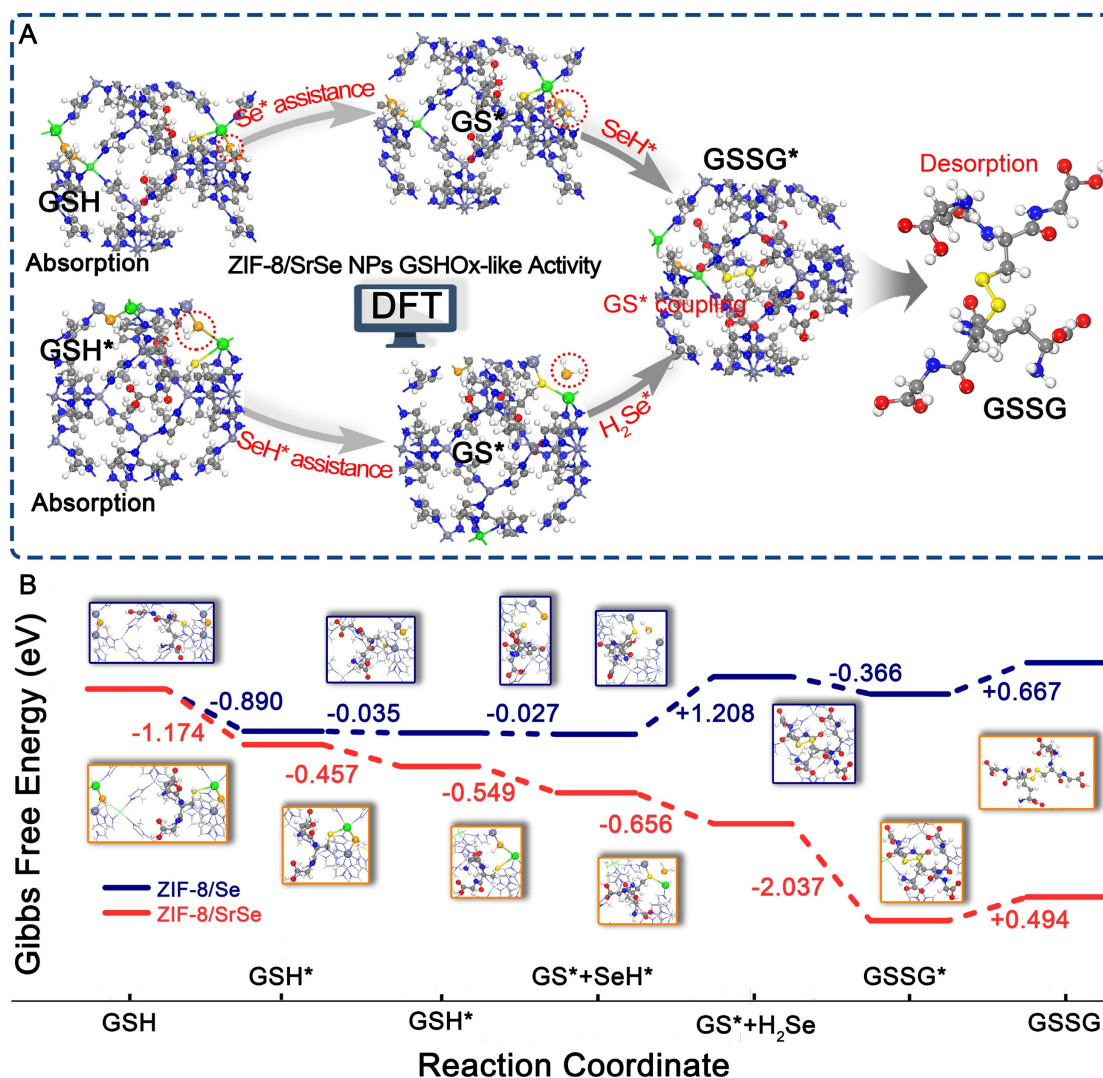 A
Se* assistance
GS*
SeH*
GSH
GSSG*
Desorption
Absorption
ZIF-8/SrSe NPs GSHOx-like Activity
DFT
GS* coupling
GSH*
GSSG
SeH* assistance
GS*
H₂Se*
Absorption
B
Gibbs Free Energy (eV)
-0.890
-0.035
-0.027
+1.208
-0.366
+0.667
-1.174
-0.457
-0.549
-0.656
-2.037
+0.494
ZIF-8/Se
ZIF-8/SrSe
GSH*
GS*+SeH*
GSSG*
GSH
GSH*
GS*+H₂Se
GSSG
Reaction Coordinate